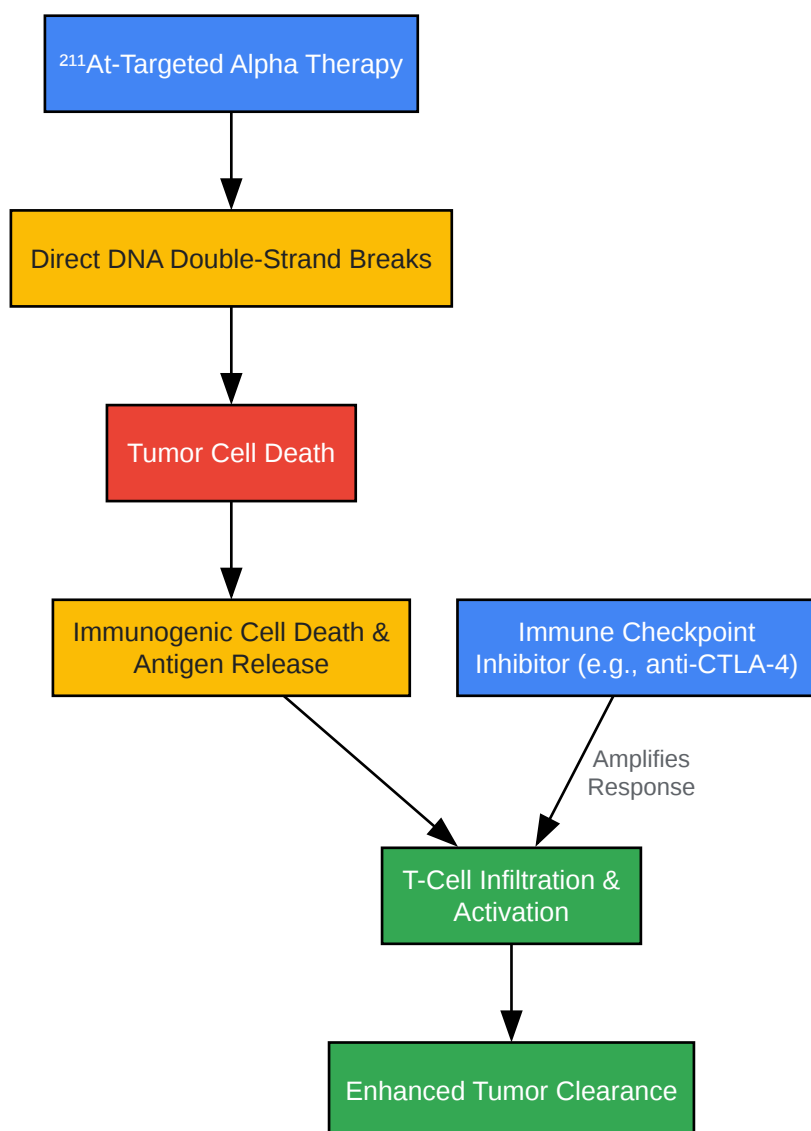 ²¹¹At-Targeted Alpha Therapy
Direct DNA Double-Strand Breaks
Tumor Cell Death
Immunogenic Cell Death &
Antigen Release
Immune Checkpoint
Inhibitor (e.g., anti-CTLA-4)
Amplifies
Response
T-Cell Infiltration &
Activation
Enhanced Tumor Clearance